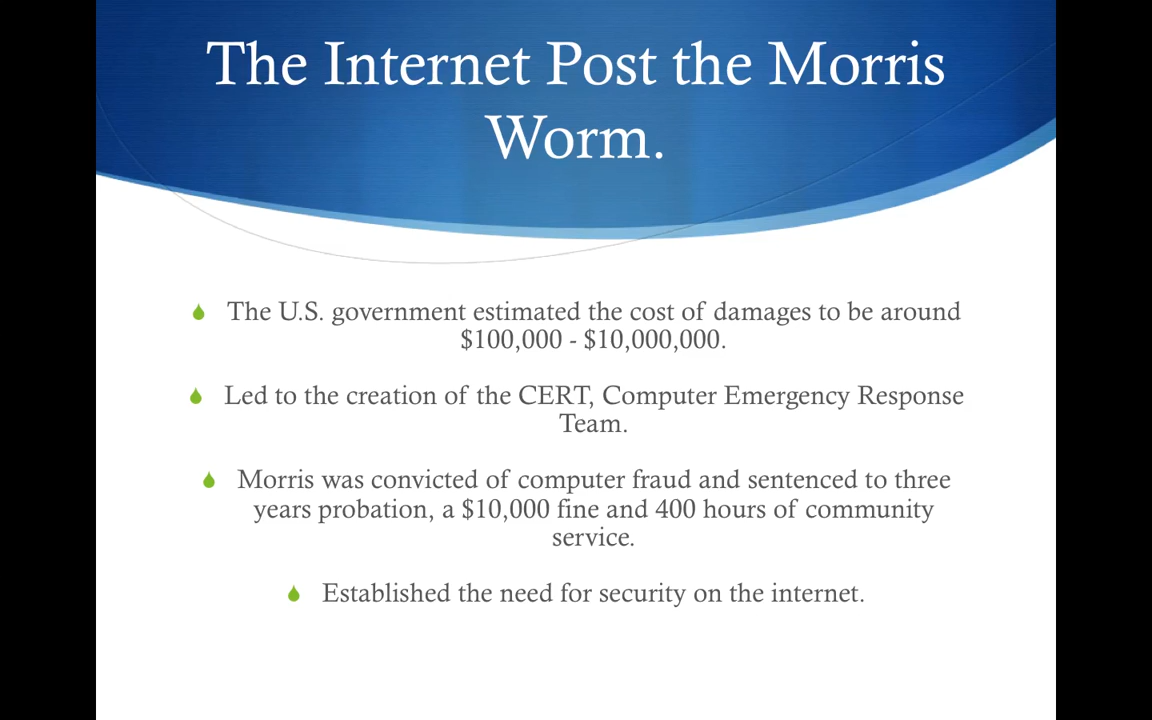 The Internet Post the Morris
Worm.
The U.S. government estimated the cost of damages to be around
$100,000 - $10,000,000.
Led to the creation of the CERT, Computer Emergency Response
Team.
Morris was convicted of computer fraud and sentenced to three
years probation, a $10,000 fine and 400 hours of community
service.
Established the need for security on the internet.